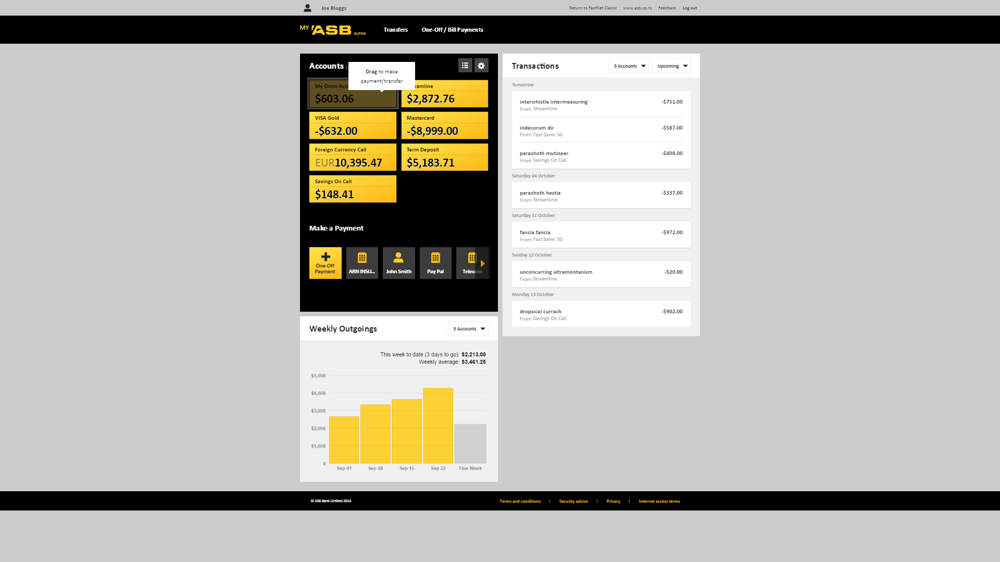 Joe Bloggs
Return to FastNet Classic
www.asb.co.nz
Feedback
Log out
MY ASB ALPHA
Transfers
One-Off / Bill Payments
Accounts
Drag to make
payment/transfer
My Omni
$603.06
$2,872.76
VISA Gold
-$632.00
Mastercard
-$8,999.00
Foreign Currency Call
EUR10,395.47
Term Deposit
$5,183.71
Savings On Call
$148.41
Make a Payment
One-Off
Payment
ARN INSU...
John Smith
Pay Pal
Telecom
Transactions
3 Accounts
Upcoming
Tomorrow
interwhistle intermeasuring
-$751.00
From Streamline
indecorum dir
-$587.00
From Fast Saver 50
parashoth mutineer
-$408.00
From Savings On Call
Saturday 04 October
parashoth hestia
-$337.00
From Streamline
Saturday 11 October
fancia fancia
-$972.00
From Fast Saver 50
Sunday 12 October
unconcurring ultramontanism
-$20.00
From Streamline
Monday 13 October
dropsical currach
-$902.00
From Savings On Call
Weekly Outgoings
5 Accounts
This week to date (3 days to go): $2,213.00
Weekly average: $3,461.25
$5,000
$4,000
$3,000
$2,000
$1,000
0
Sep 01
Sep 08
Sep 15
Sep 22
This Week
© ASB Bank Limited 2014
Terms and conditions
Security advice
Privacy
Internet access terms